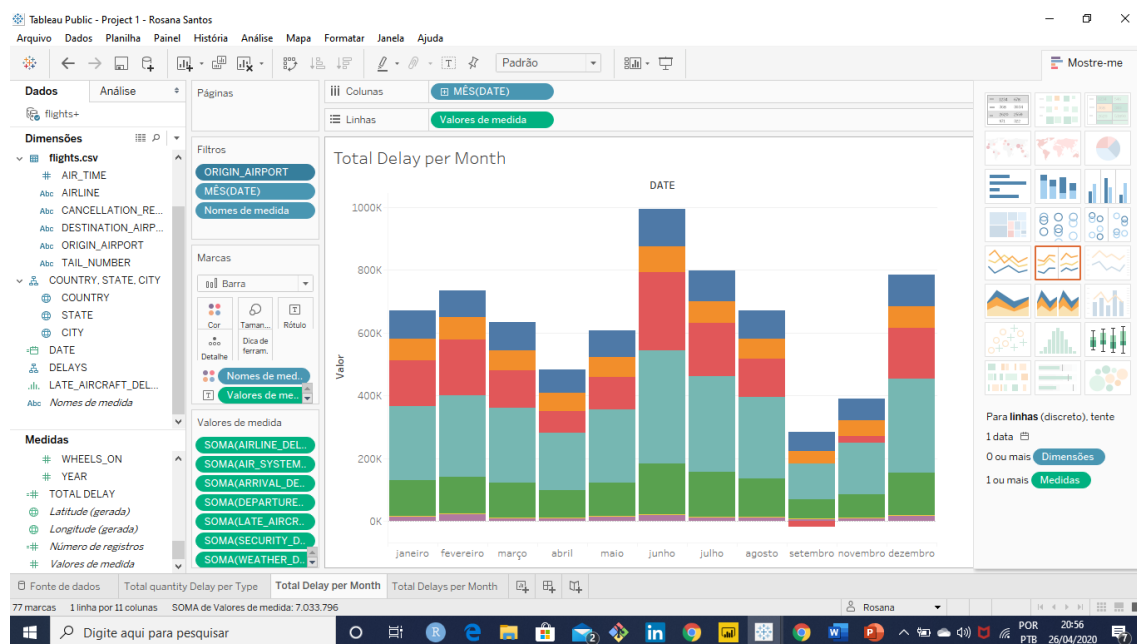 Tableau Public - Project 1 - Rosana Santos
Arquivo Dados Planilha Painel História Análise Mapa Formatar Janela Ajuda
Padrão
Mostre-me
Dados Análise
flights+
Dimensões
flights.csv
# AIR_TIME
Abc AIRLINE
Abc CANCELLATION_RE...
Abc DESTINATION_AIRP...
Abc ORIGIN_AIRPORT
Abc TAIL_NUMBER
COUNTRY, STATE, CITY
COUNTRY
STATE
CITY
DATE
DELAYS
LATE_AIRCRAFT_DEL...
Abc Nomes de medida
Medidas
# WHEELS_ON
# YEAR
=# TOTAL DELAY
Latitude (gerada)
Longitude (gerada)
=# Número de registros
# Valores de medida
Páginas
Filtros
ORIGIN_AIRPORT
MÊS(DATE)
Nomes de medida
Marcas
Barra
Cor Taman... Rótulo
Detalhe Dica de ferram.
Nomes de med..
Valores de me..
Valores de medida
SOMA(AIRLINE_DEL..
SOMA(AIR_SYSTEM..
SOMA(ARRIVAL_DE..
SOMA(DEPARTURE..
SOMA(LATE_AIRCR..
SOMA(SECURITY_D..
SOMA(WEATHER_D..
Colunas MÊS(DATE)
Linhas Valores de medida
Total Delay per Month
DATE
1000K
800K
600K
400K
200K
0K
Valor
janeiro fevereiro março abril maio junho julho agosto setembro novembro dezembro
Para linhas (discreto), tente
1 data
0 ou mais Dimensões
1 ou mais Medidas
Fonte de dados Total quantity Delay per Type Total Delay per Month Total Delays per Month
77 marcas 1 linha por 11 colunas SOMA de Valores de medida: 7.033.796
Rosana
Digite aqui para pesquisar
POR 20:56
PTB 26/04/2020